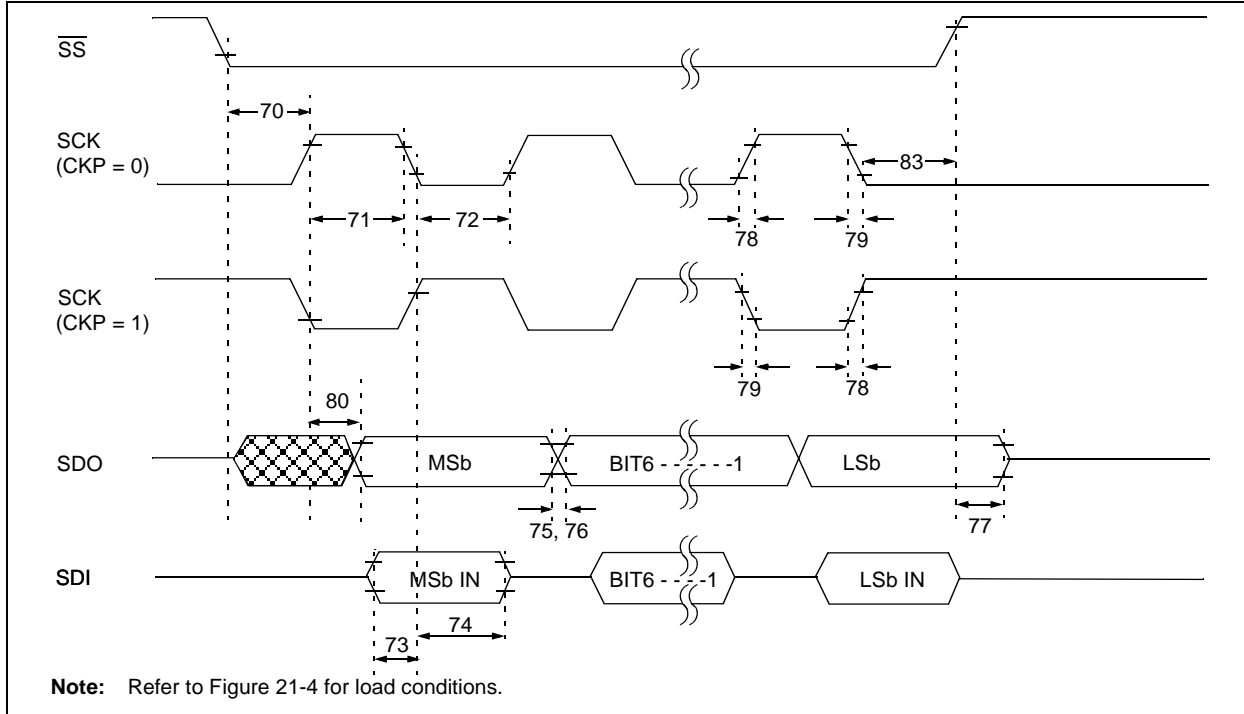 SS
70
SCK
(CKP = 0)
83
71
72
78
79
SCK
(CKP = 1)
79
78
80
SDO
MSb
BIT6 - - - - - -1
LSb
75, 76
77
SDI
MSb IN
BIT6 - - - -1
LSb IN
74
73
Note: Refer to Figure 21-4 for load conditions.